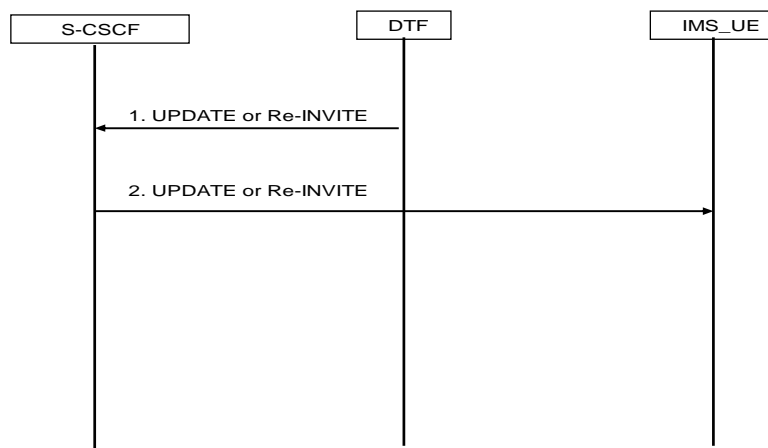 S-CSCF
DTF
IMS_UE
1. UPDATE or Re-INVITE
2. UPDATE or Re-INVITE